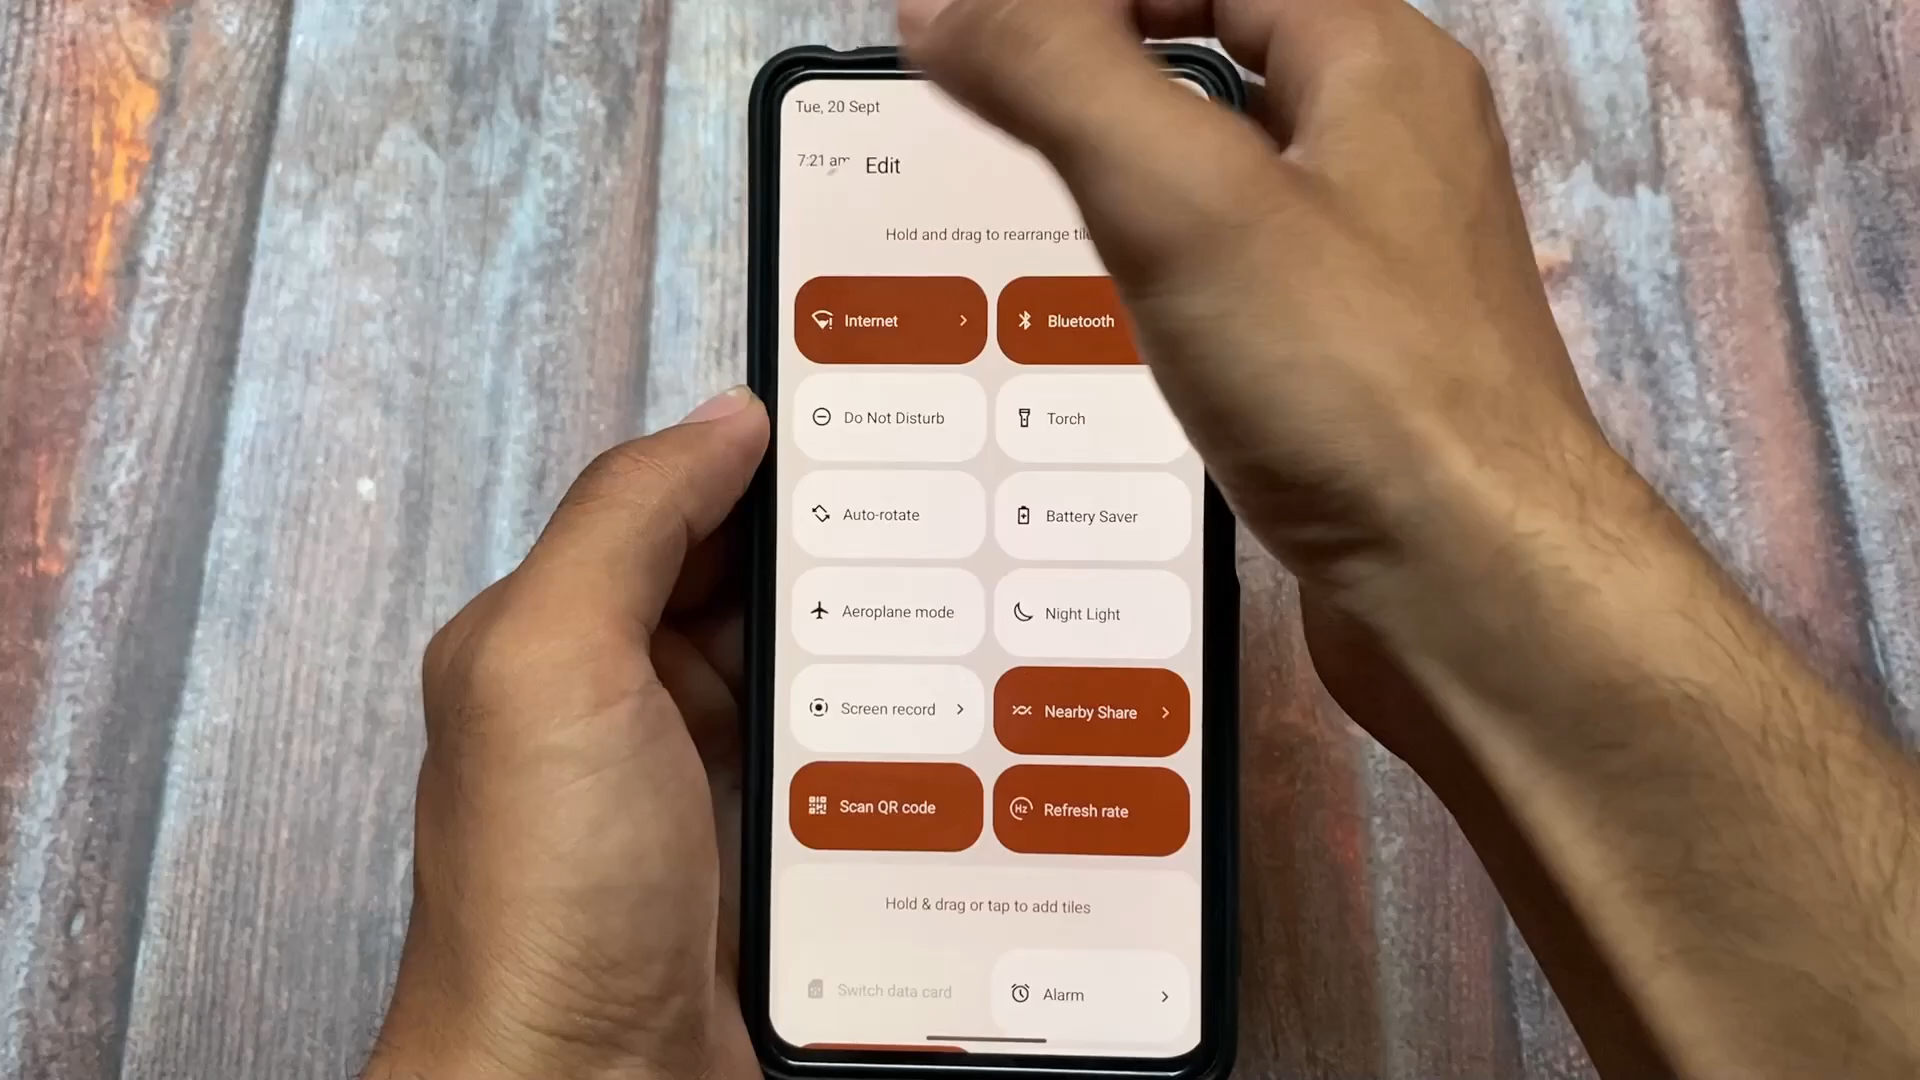 Tue, 20 Sept
7:21 am Edit
Hold and drag to rearrange
Internet
Bluetooth
Do Not Disturb
Torch
Auto-rotate
Battery Saver
Aeroplane mode
Night Light
Screen record
Nearby Share
Scan QR code
Hz Refresh rate
Hold & drag or tap to add tiles
Switch data card
Alarm